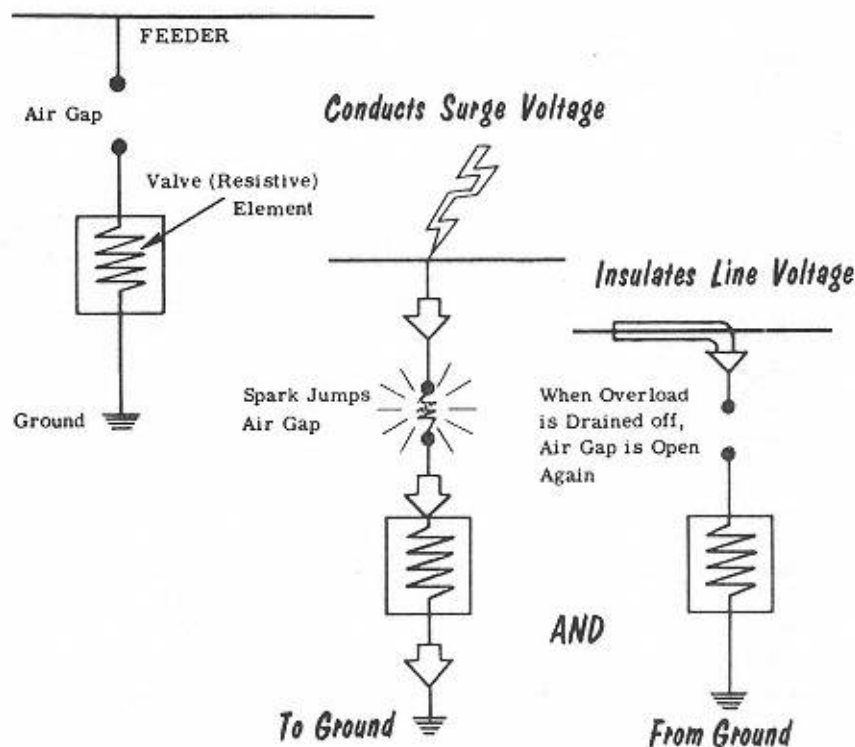 FEEDER
Air Gap
Valve (Resistive)
Element
Ground
Conducts Surge Voltage
Spark Jumps
Air Gap
To Ground
AND
Insulates Line Voltage
When Overload
is Drained off,
Air Gap is Open
Again
From Ground